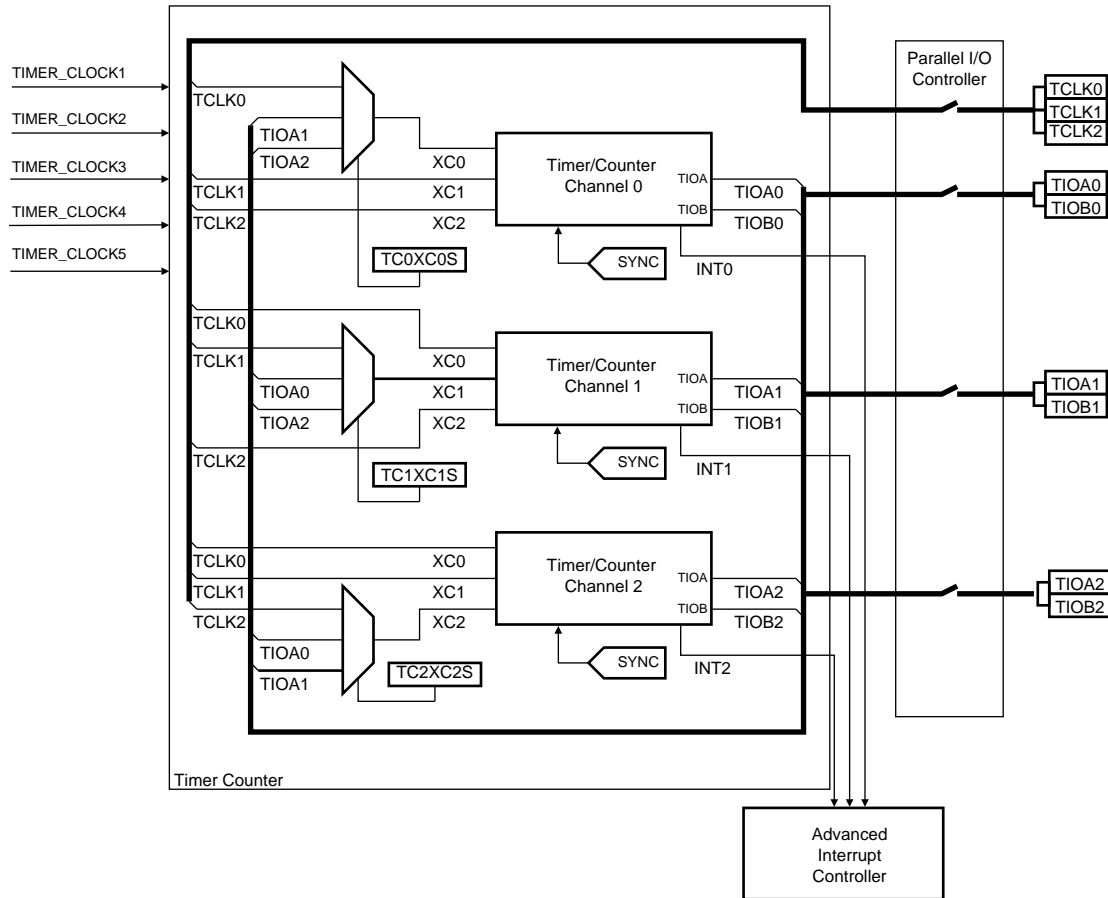 TIMER_CLOCK1
TIMER_CLOCK2
TIMER_CLOCK3
TIMER_CLOCK4
TIMER_CLOCK5
TCLK0
TIOA1
TIOA2
TCLK1
TCLK2
XC0
XC1
XC2
TC0XC0S
Timer/Counter
Channel 0
TIOA
TIOB
TIOA0
TIOB0
SYNC
INT0
TCLK0
TCLK1
TIOA0
TIOA2
TCLK2
XC0
XC1
XC2
TC1XC1S
Timer/Counter
Channel 1
TIOA
TIOB
TIOA1
TIOB1
SYNC
INT1
TCLK0
TCLK1
TCLK2
TIOA0
TIOA1
XC0
XC1
XC2
TC2XC2S
Timer/Counter
Channel 2
TIOA
TIOB
TIOA2
TIOB2
SYNC
INT2
Timer Counter
Parallel I/O
Controller
TCLK0
TCLK1
TCLK2
TIOA0
TIOB0
TIOA1
TIOB1
TIOA2
TIOB2
Advanced
Interrupt
Controller